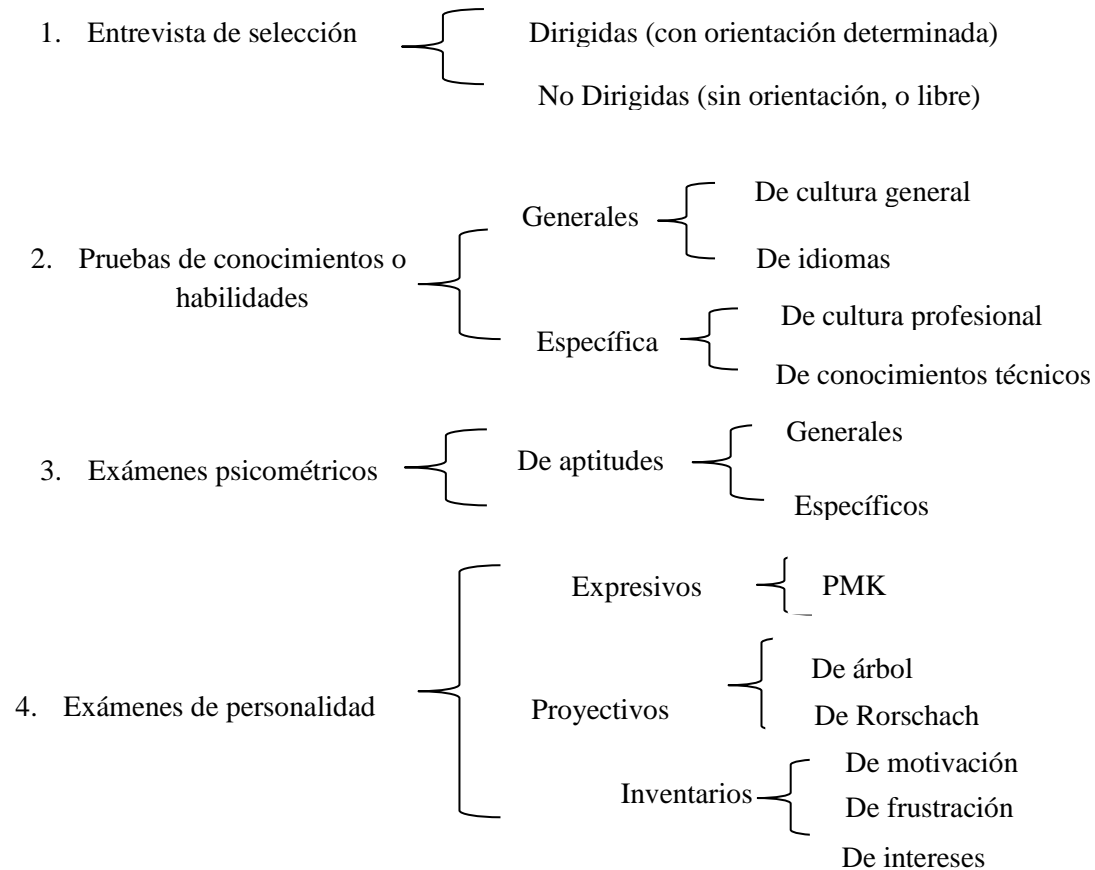 1. Entrevista de selección
Dirigidas (con orientación determinada)
No Dirigidas (sin orientación, o libre)
2. Pruebas de conocimientos o
habilidades
Generales
De cultura general
De idiomas
Específica
De cultura profesional
De conocimientos técnicos
3. Exámenes psicométricos
De aptitudes
Generales
Específicos
4. Exámenes de personalidad
Expresivos
PMK
Proyectivos
De árbol
De Rorschach
Inventarios
De motivación
De frustración
De intereses